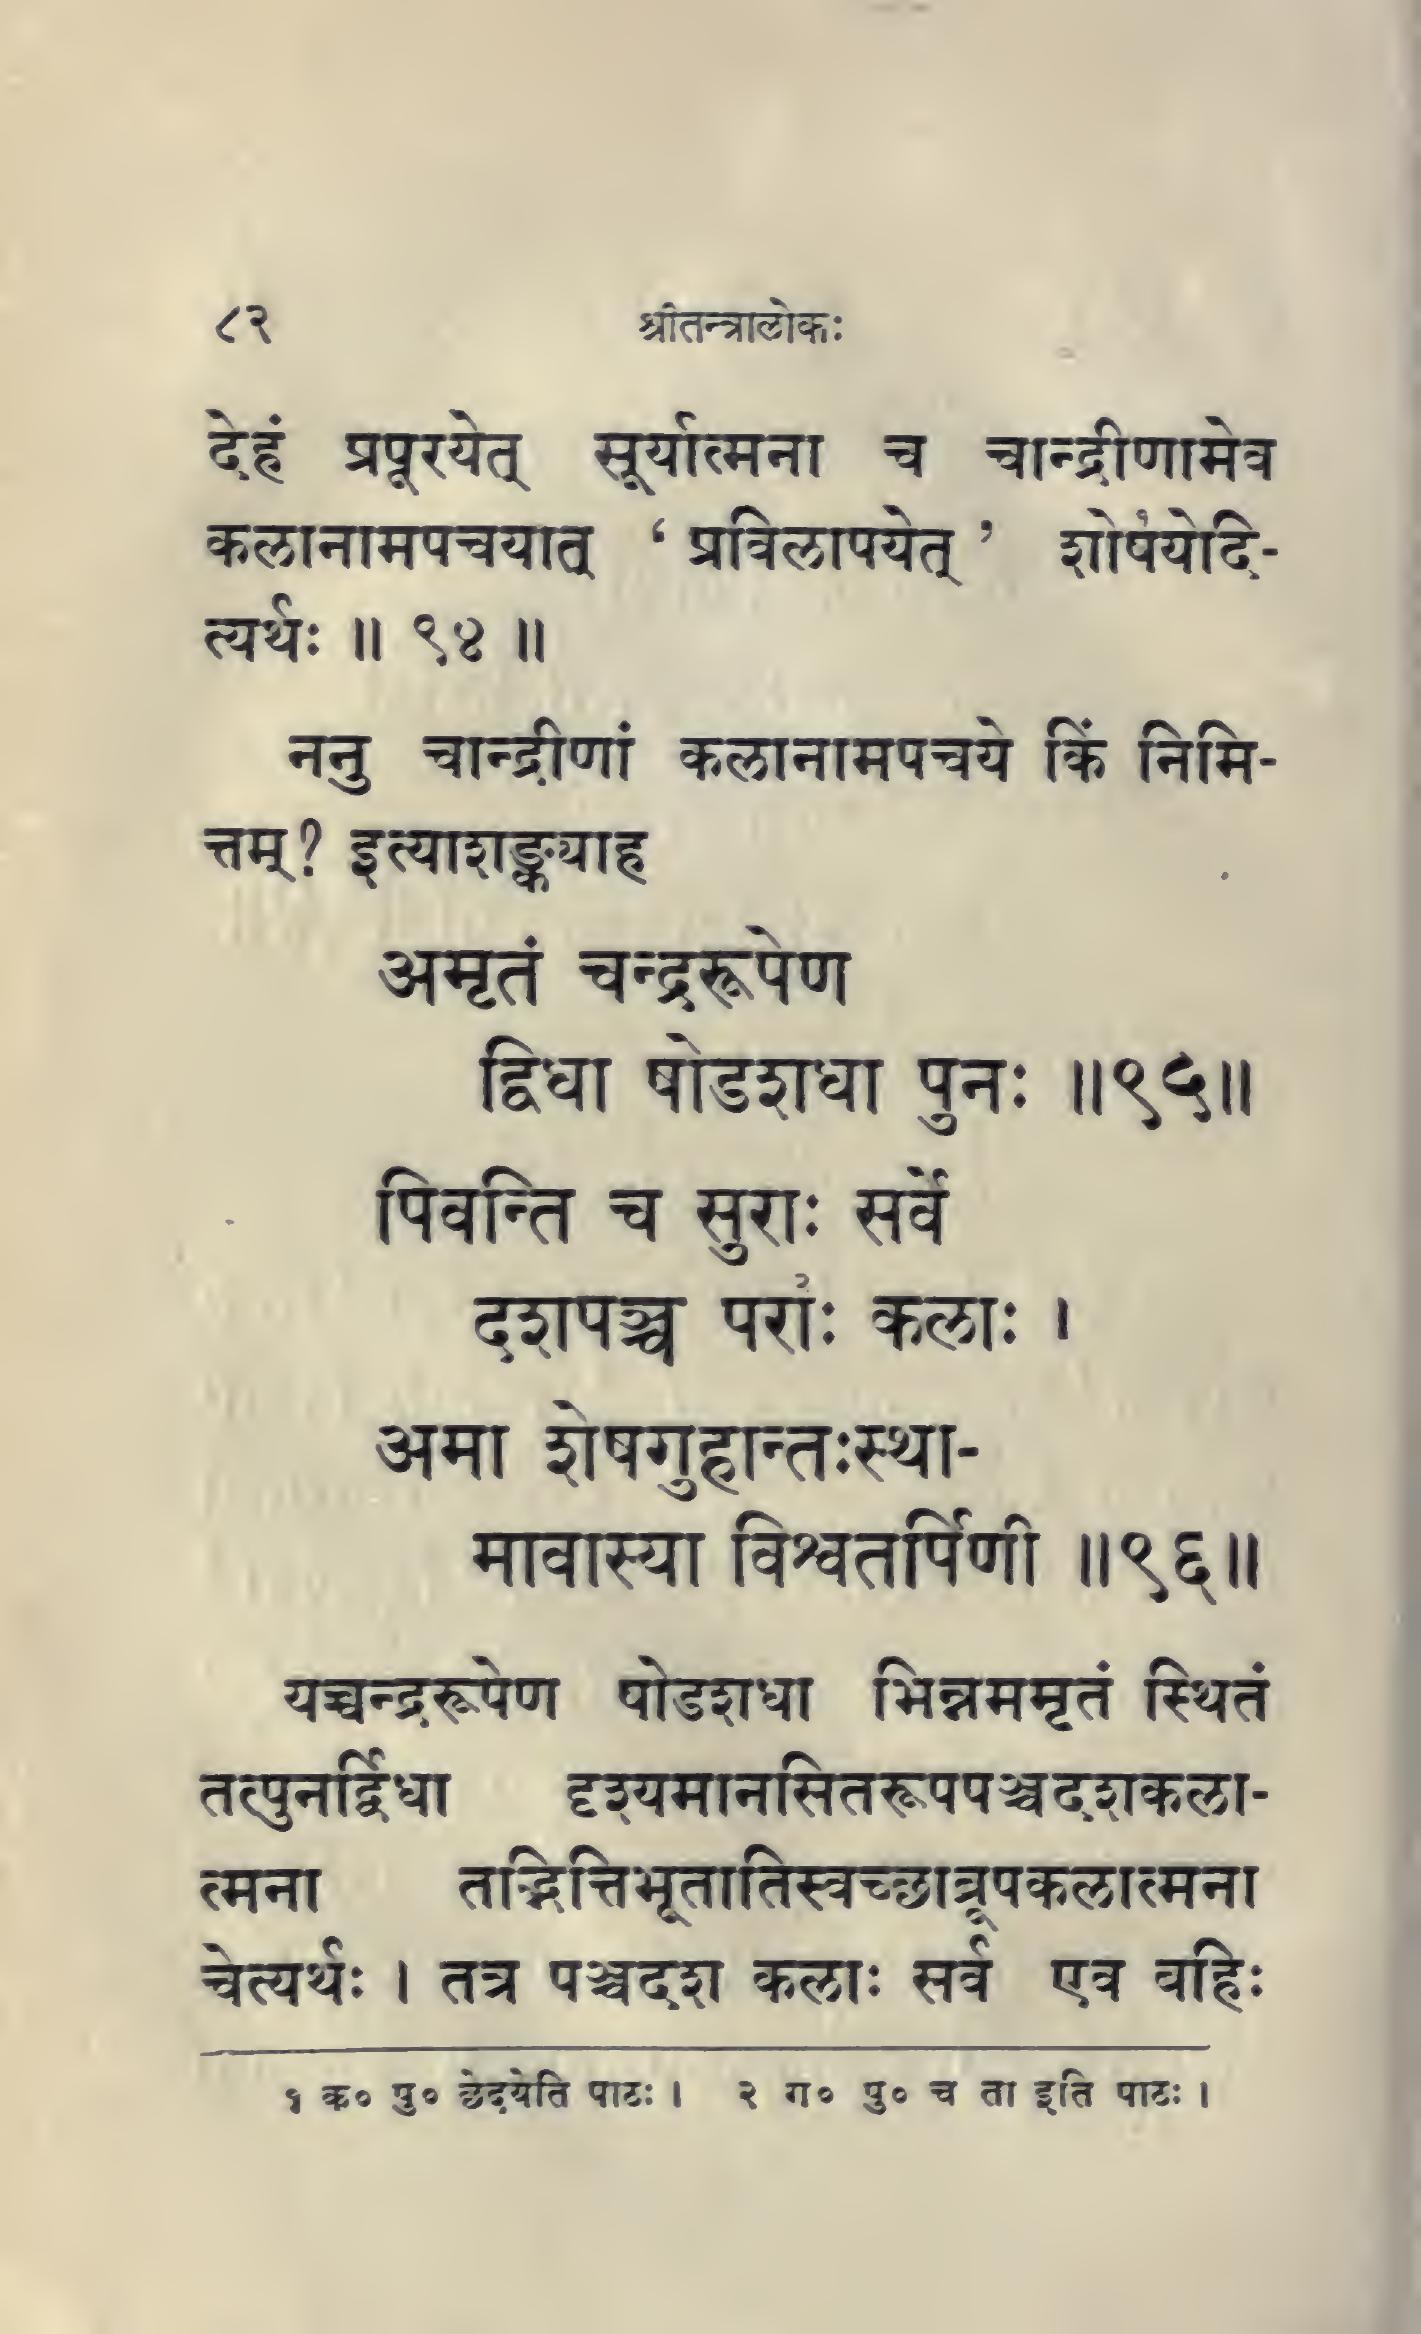 ८२ श्रीतन्त्रालोकः
देहं प्रपूरयेत् सूर्यात्मना च चान्द्रीणामेव
कलानामपचयात् ‘ प्रविलापयेत् ’ शोषं१येदि-
त्यर्थः ॥ ९४ ॥
ननु चान्द्रीणां कलानामपचये किं निमि-
त्तम्? इत्याशङ्क्याह
अमृतं चन्द्ररूपेण
द्विधा षोडशधा पुनः ॥९५॥
पिवन्ति च सुराः सर्वे
दशपञ्च पराः२ कलाः ।
अमा शेषगुहान्तःस्था-
मावास्या विश्वतर्पिणी ॥९६॥
यच्चन्द्ररूपेण षोडशधा भिन्नममृतं स्थितं
तत्पुनर्द्विधा दृश्यमानसितरूपपञ्चदशकला-
त्मना तद्भित्तिभूतातिस्वच्छाब्रूपकलात्मना
चेत्यर्थः । तत्र पञ्चदश कलाः सर्व एव बहिः
१ क० पु० छेदयेति पाठः । २ ग० पु० च ता इति पाठः ।